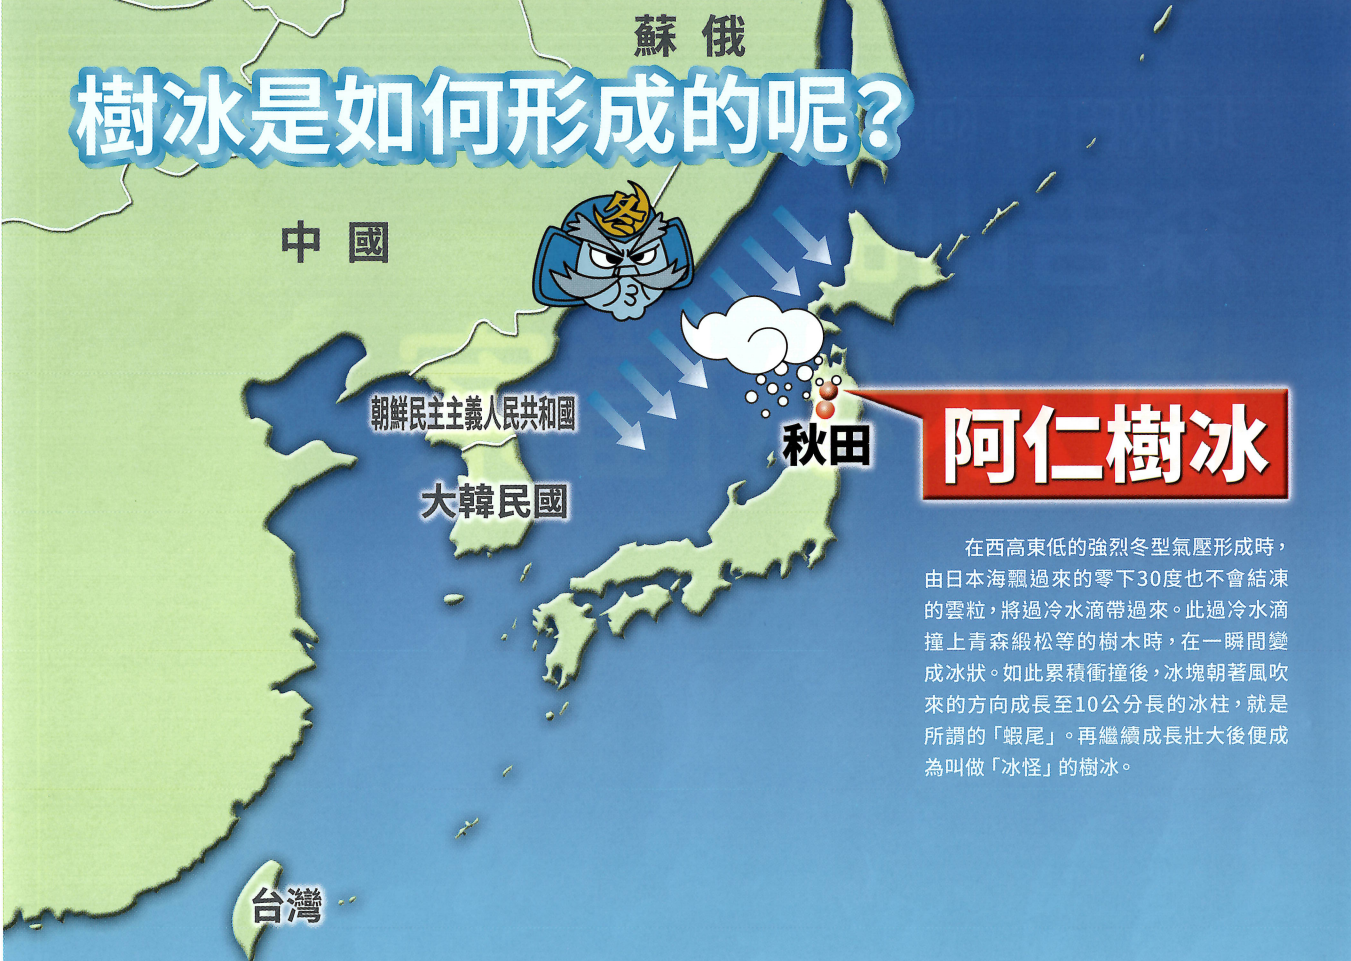 蘇俄
樹冰是如何形成的呢？
冬
中國
朝鮮民主主義人民共和國
秋田
阿仁樹冰
大韓民國
在西高東低的強烈冬型氣壓形成時，
由日本海飄過來的零下30度也不會結凍
的雲粒，將過冷水滴帶過來。此過冷水滴
撞上青森緞松等的樹木時，在一瞬間變
成冰狀。如此累積衝撞後，冰塊朝著風吹
來的方向成長至10公分長的冰柱，就是
所謂的「蝦尾」。再繼續成長壯大後便成
為叫做「冰怪」的樹冰。
台灣